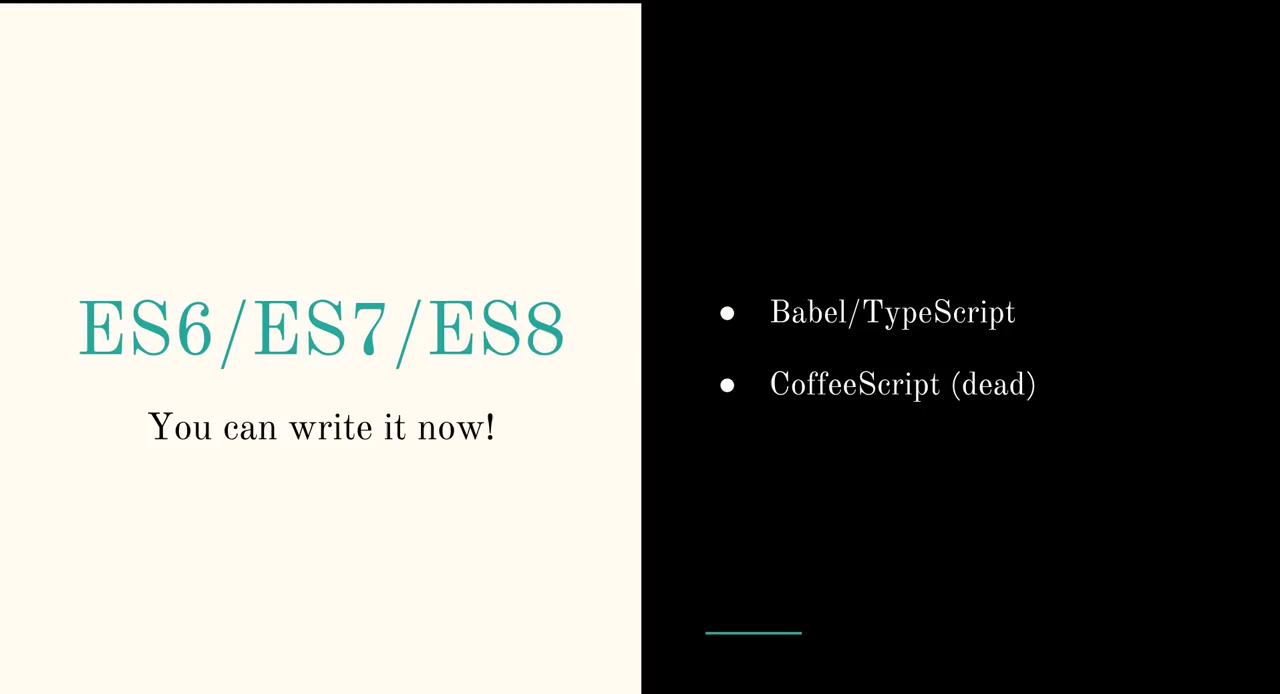 ES6/ES7/ES8
You can write it now!
● Babel/TypeScript
● CoffeeScript (dead)